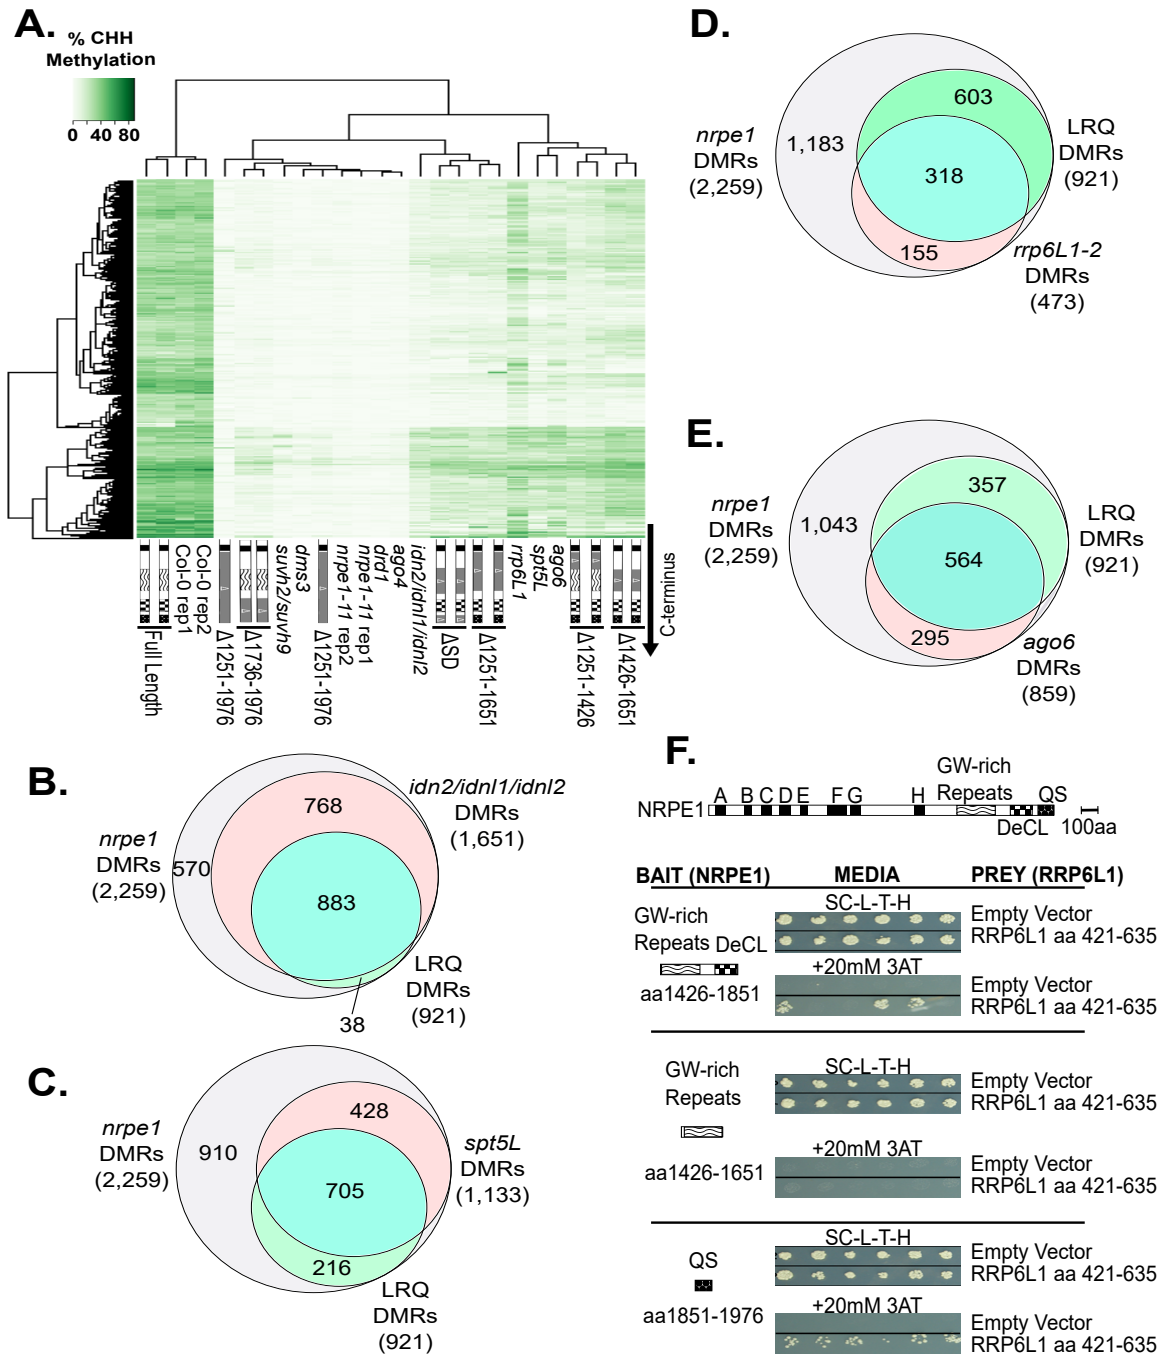 A.
% CHH
Methylation
0 40 80
Full Length
Col-0 rep1
Col-0 rep2
Δ1251-1976
Δ1736-1976
suvh2/suvh9
dms3
Δ1251-1976
nrpe1-11 rep2
nrpe1-11 rep1
drd1
ago4
idn2/idnl1/idnl2
ΔSD
Δ1251-1651
rrp6L1
spt5L
ago6
Δ1251-1426
Δ1426-1651
C-terminus
B.
nrpe1
DMRs
(2,259)
570
768
883
38
idn2/idnl1/idnl2
DMRs
(1,651)
LRQ
DMRs
(921)
C.
nrpe1
DMRs
(2,259)
910
428
705
216
spt5L
DMRs
(1,133)
LRQ
DMRs
(921)
D.
nrpe1
DMRs
(2,259)
1,183
603
318
155
LRQ
DMRs
(921)
rrp6L1-2
DMRs
(473)
E.
nrpe1
DMRs
(2,259)
1,043
357
564
295
LRQ
DMRs
(921)
ago6
DMRs
(859)
F.
GW-rich
Repeats
A B C D E F G H QS
NRPE1
DeCL
100aa
BAIT (NRPE1) MEDIA PREY (RRP6L1)
SC-L-T-H
GW-rich
Repeats DeCL
aa1426-1851
Empty Vector
RRP6L1 aa 421-635
+20mM 3AT
Empty Vector
RRP6L1 aa 421-635
GW-rich
Repeats
aa1426-1651
SC-L-T-H
Empty Vector
RRP6L1 aa 421-635
+20mM 3AT
Empty Vector
RRP6L1 aa 421-635
QS
aa1851-1976
SC-L-T-H
Empty Vector
RRP6L1 aa 421-635
+20mM 3AT
Empty Vector
RRP6L1 aa 421-635